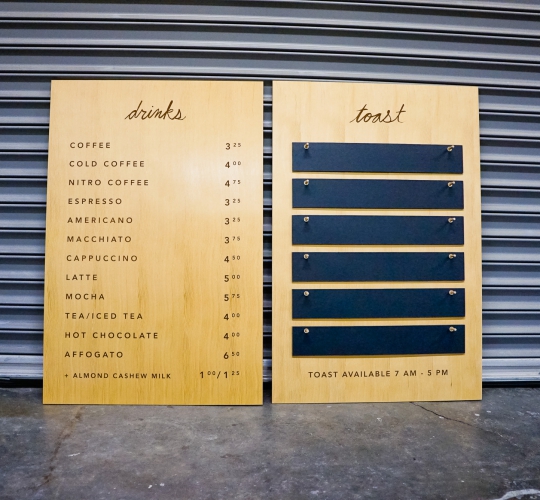 drinks
COFFEE 3 25
COLD COFFEE 4 00
NITRO COFFEE 4 75
ESPRESSO 3 25
AMERICANO 3 25
MACCHIATO 3 75
CAPPUCCINO 4 50
LATTE 5 00
MOCHA 5 75
TEA/ICED TEA 4 00
HOT CHOCOLATE 4 00
AFFOGATO 6 50
+ ALMOND CASHEW MILK 1 00/1 25
toast
TOAST AVAILABLE 7 AM - 5 PM